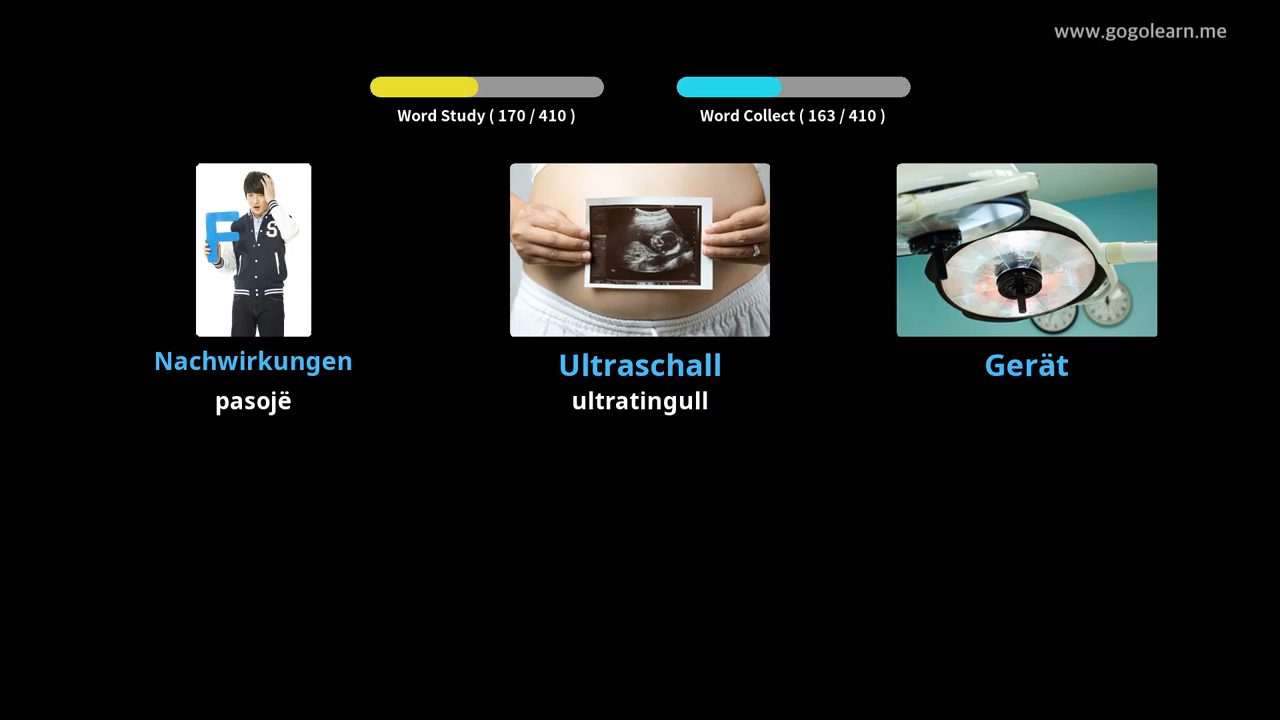 www.gogolearn.me
Word Study ( 170 / 410 )
Word Collect ( 163 / 410 )
F
S
Nachwirkungen
Ultraschall
Gerät
pasojë
ultratingull